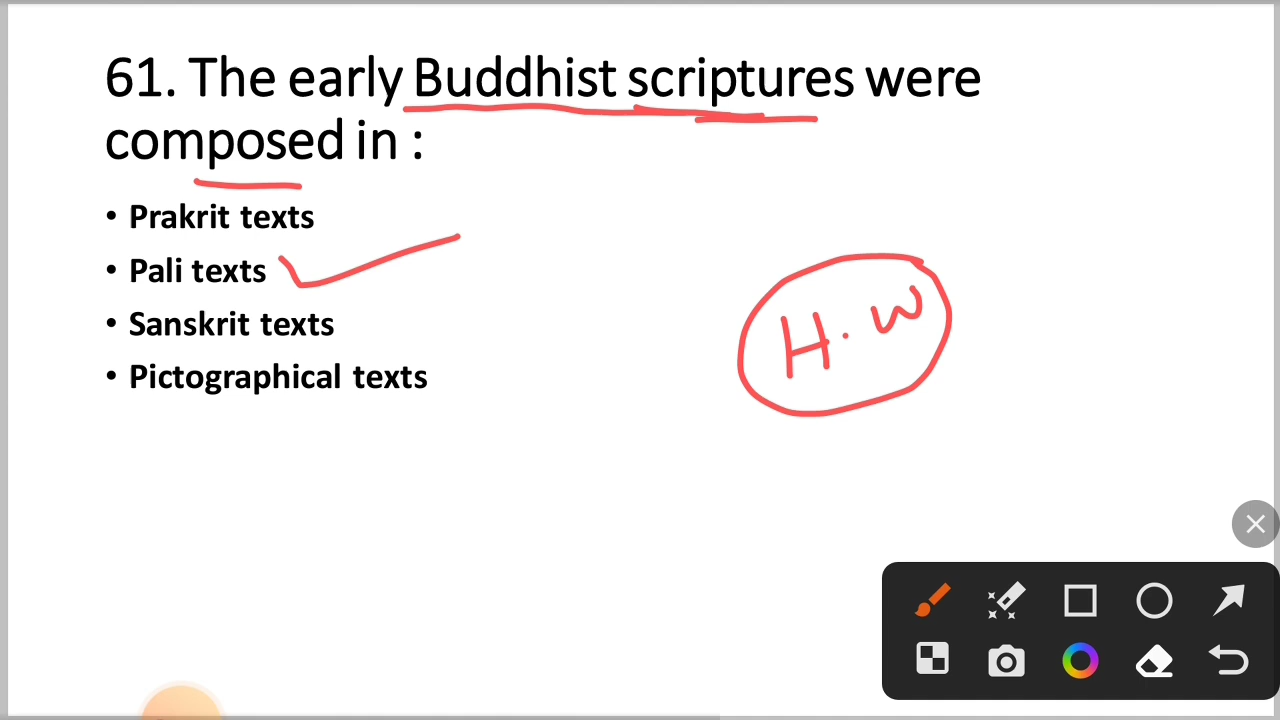 61. The early Buddhist scriptures were
composed in :
• Prakrit texts
• Pali texts
• Sanskrit texts
• Pictographical texts
H.W